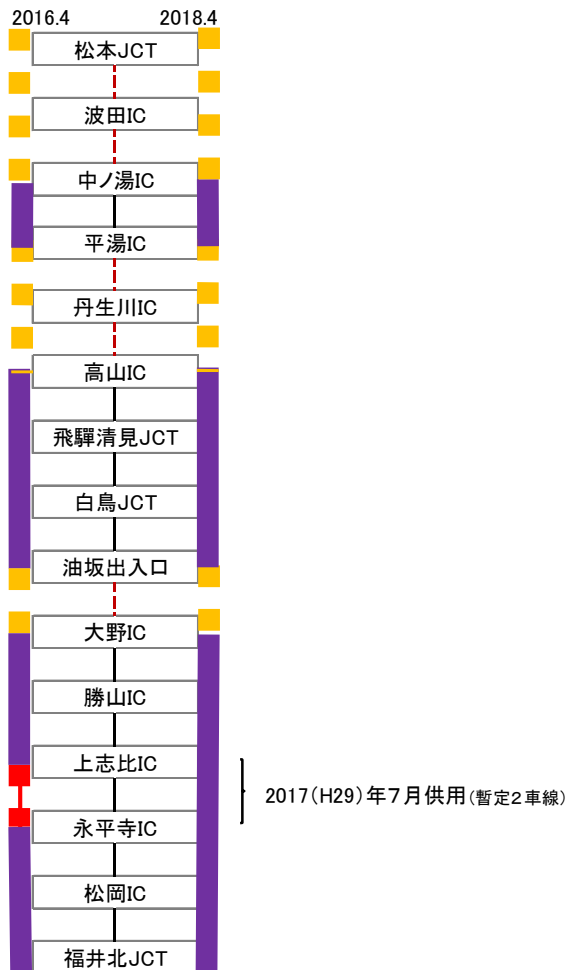 2016.4 2018.4
松本JCT
波田IC
中ノ湯IC
平湯IC
丹生川IC
高山IC
飛驒清見JCT
白鳥JCT
油坂出入口
大野IC
勝山IC
上志比IC
2017(H29)年7月供用(暫定2車線)
永平寺IC
松岡IC
福井北JCT